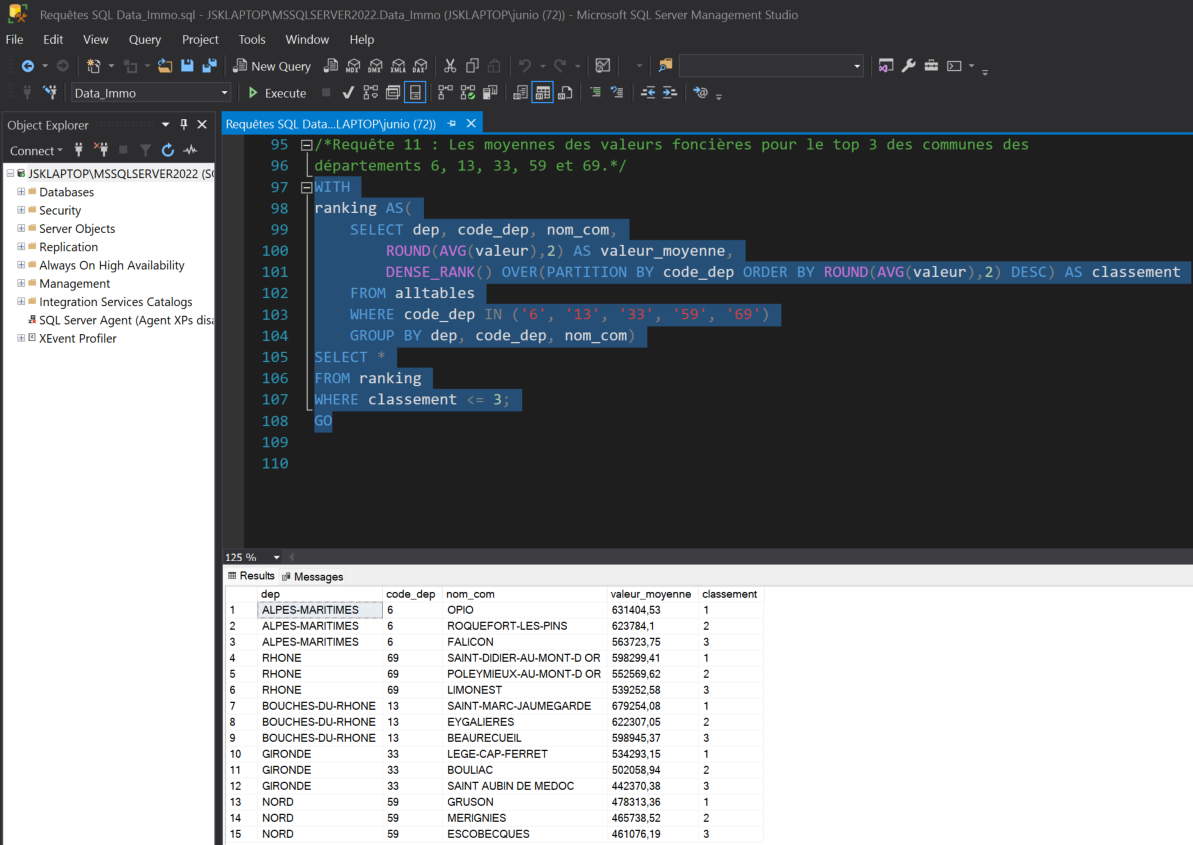 Requêtes SQL Data_Immo.sql - JSKLAPTOP\MSSQLSERVER2022.Data_Immo (JSKLAPTOP\junio (72)) - Microsoft SQL Server Management Studio
File Edit View Query Project Tools Window Help
New Query MDX DMX XMLA DAX
Data_Immo Execute
Object Explorer
Requêtes SQL Data...LAPTOP\junio (72))
Connect
JSKLAPTOP\MSSQLSERVER2022 (S
Databases
Security
Server Objects
Replication
Always On High Availability
Management
Integration Services Catalogs
SQL Server Agent (Agent XPs disa
XEvent Profiler
95 /*Requête 11 : Les moyennes des valeurs foncières pour le top 3 des communes des
96 départements 6, 13, 33, 59 et 69.*/
97 WITH
98 ranking AS(
99 SELECT dep, code_dep, nom_com,
100 ROUND(AVG(valeur),2) AS valeur_moyenne,
101 DENSE_RANK() OVER(PARTITION BY code_dep ORDER BY ROUND(AVG(valeur),2) DESC) AS classement
102 FROM alltables
103 WHERE code_dep IN ('6', '13', '33', '59', '69')
104 GROUP BY dep, code_dep, nom_com)
105 SELECT *
106 FROM ranking
107 WHERE classement <= 3;
108 GO
109
110
125 %
Results Messages
dep code_dep nom_com valeur_moyenne classement
1 ALPES-MARITIMES 6 OPIO 631404,53 1
2 ALPES-MARITIMES 6 ROQUEFORT-LES-PINS 623784,1 2
3 ALPES-MARITIMES 6 FALICON 563723,75 3
4 RHONE 69 SAINT-DIDIER-AU-MONT-D OR 598299,41 1
5 RHONE 69 POLEYMIEUX-AU-MONT-D OR 552569,62 2
6 RHONE 69 LIMONEST 539252,58 3
7 BOUCHES-DU-RHONE 13 SAINT-MARC-JAUMEGARDE 679254,08 1
8 BOUCHES-DU-RHONE 13 EYGALIERES 622307,05 2
9 BOUCHES-DU-RHONE 13 BEAURECUEIL 598945,37 3
10 GIRONDE 33 LEGE-CAP-FERRET 534293,15 1
11 GIRONDE 33 BOULIAC 502058,94 2
12 GIRONDE 33 SAINT AUBIN DE MEDOC 442370,38 3
13 NORD 59 GRUSON 478313,36 1
14 NORD 59 MERIGNIES 465738,52 2
15 NORD 59 ESCOBECQUES 461076,19 3